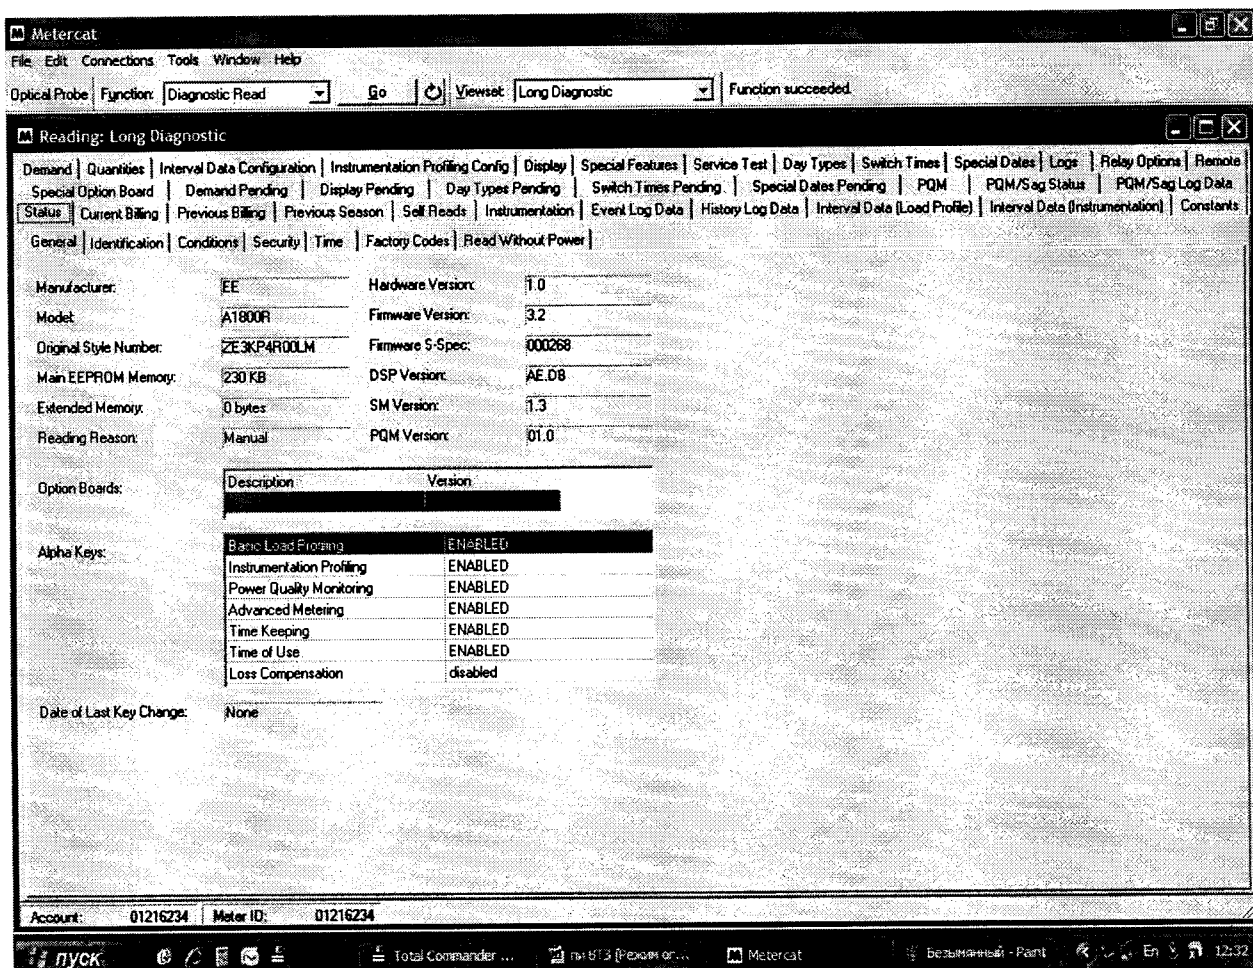 Metercat
File Edit Connections Tools Window Help
Optical Probe Function: Diagnostic Read Go Viewset: Long Diagnostic Function succeeded.
Reading: Long Diagnostic
Demand Quantities Interval Data Configuration Instrumentation Profiling Config Display Special Features Service Test Day Types Switch Times Special Dates Logs Relay Options Remote
Special Option Board Demand Pending Display Pending Day Types Pending Switch Times Pending Special Dates Pending PQM PQM/Sag Status PQM/Sag Log Data
Status Current Billing Previous Billing Previous Season Self Reads Instrumentation Event Log Data History Log Data Interval Data (Load Profile) Interval Data (Instrumentation) Constants
General Identification Conditions Security Time Factory Codes Read Without Power
Manufacturer: EE Hardware Version: 1.0
Model: A1800R Firmware Version: 3.2
Original Style Number: ZE3KP4R00LM Firmware S-Spec: 000268
Main EEPROM Memory: 230 KB DSP Version: AE.D8
Extended Memory: 0 bytes SM Version: 1.3
Reading Reason: Manual PQM Version: 01.0
Option Boards: Description Version
Alpha Keys: Basic Load Profiling ENABLED
Instrumentation Profiling ENABLED
Power Quality Monitoring ENABLED
Advanced Metering ENABLED
Time Keeping ENABLED
Time of Use ENABLED
Loss Compensation disabled
Date of Last Key Change: None
Account: 01216234 Meter ID: 01216234
пуск Total Commander ... [Режим ог... Metercat Безымянный - Paint En 12:32